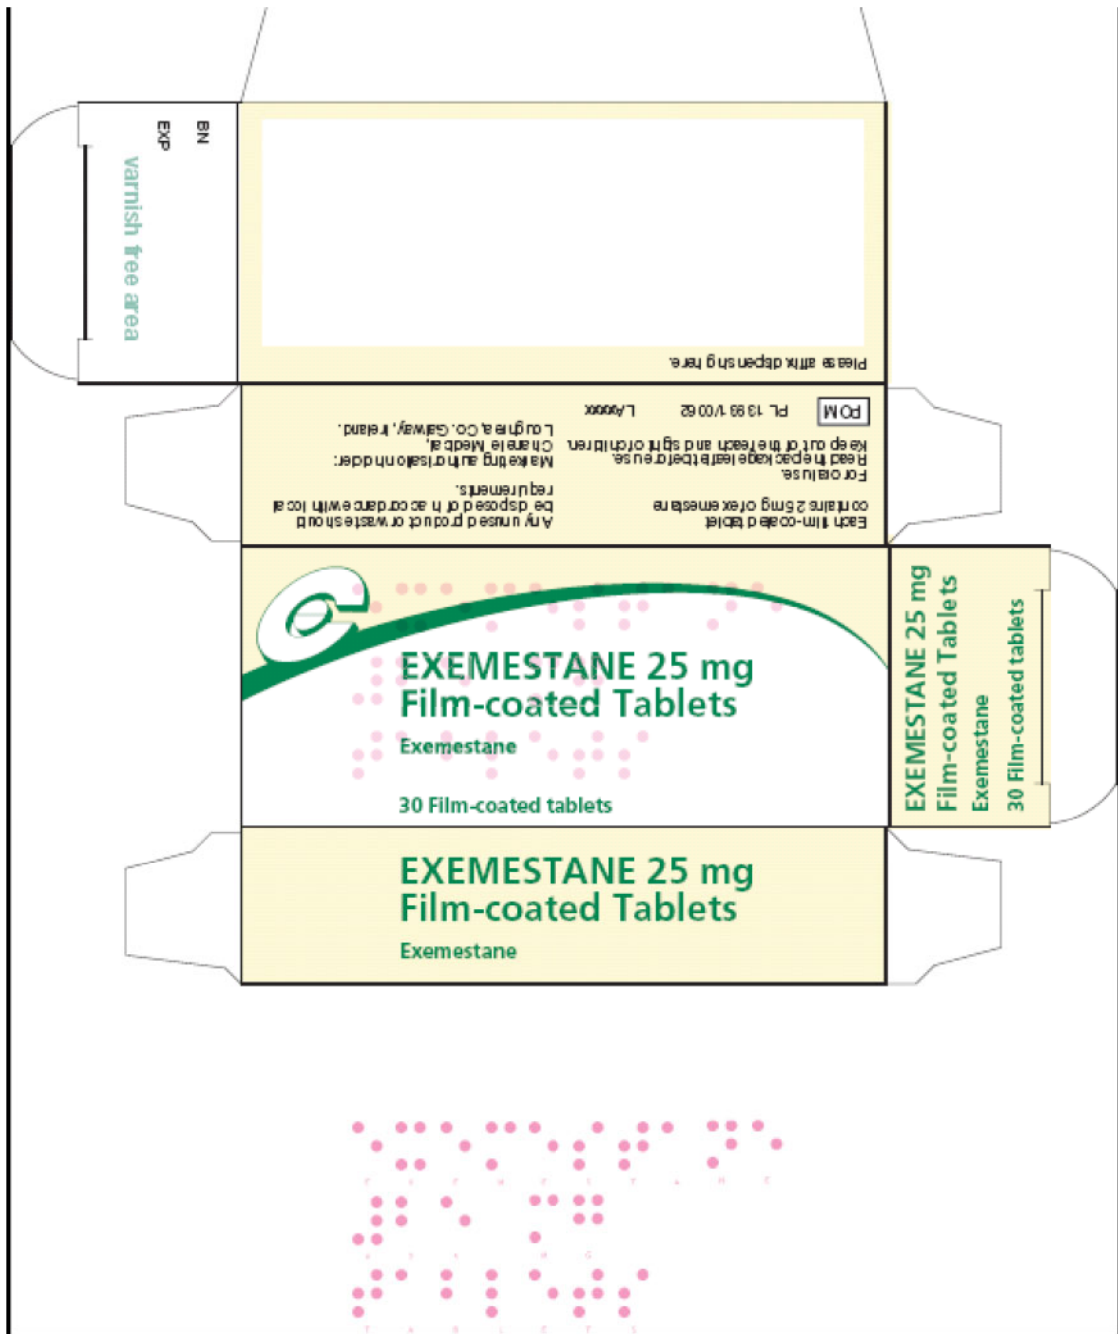 BN
EXP
varnish free area
Please affix dispensing here.
Each film-coated tablet
contains 25 mg of exemestane
For oral use.
Read the package leaflet before use.
Keep out of the reach and sight of children.
POM PL 13931/0062 LAxxxxx
Any unused product or waste should
be disposed of in accordance with local
requirements.
Marketing authorisation holder:
Chanelle Medical,
Loughrea, Co. Galway, Ireland.
EXEMESTANE 25 mg
Film-coated Tablets
Exemestane
30 Film-coated tablets
EXEMESTANE 25 mg
Film-coated Tablets
Exemestane
30 Film-coated tablets
EXEMESTANE 25 mg
Film-coated Tablets
Exemestane
E X E M E S T A N E
T A B L E T S